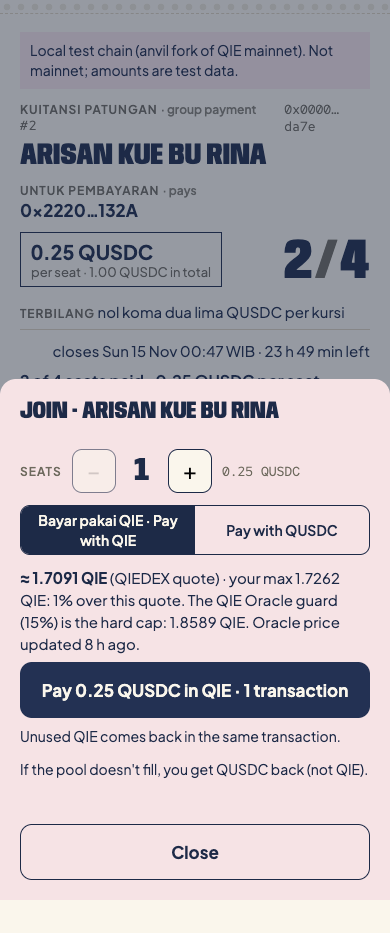 Local test chain (anvil fork of QIE mainnet). Not
mainnet; amounts are test data.
KUITANSI PATUNGAN · group payment
#2
0x0000…
da7e
ARISAN KUE BU RINA
UNTUK PEMBAYARAN · pays
0×2220…132A
0.25 QUSDC
per seat · 1.00 QUSDC in total
2/4
TERBILANG nol koma dua lima QUSDC per kursi
closes Sun 15 Nov 00:47 WIB · 23 h 49 min left
JOIN · ARISAN KUE BU RINA
SEATS − 1 + 0.25 QUSDC
Bayar pakai QIE · Pay
with QIE
Pay with QUSDC
≈ 1.7091 QIE (QIEDEX quote) · your max 1.7262
QIE: 1% over this quote. The QIE Oracle guard
(15%) is the hard cap: 1.8589 QIE. Oracle price
updated 8 h ago.
Pay 0.25 QUSDC in QIE · 1 transaction
Unused QIE comes back in the same transaction.
If the pool doesn't fill, you get QUSDC back (not QIE).
Close